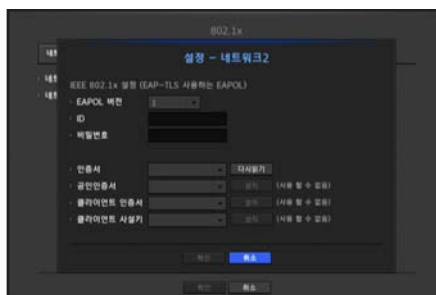 802.1x
설정 - 네트워크2
IEEE 802.1x 설정 (EAP-TLS 사용하는 EAPOL)
EAPOL 버전 1
ID
비밀번호
인증서 다시읽기
공인인증서 설치 (사용 할 수 없음)
클라이언트 인증서 설치 (사용 할 수 없음)
클라이언트 사설키 설치 (사용 할 수 없음)
확인 취소
확인 취소